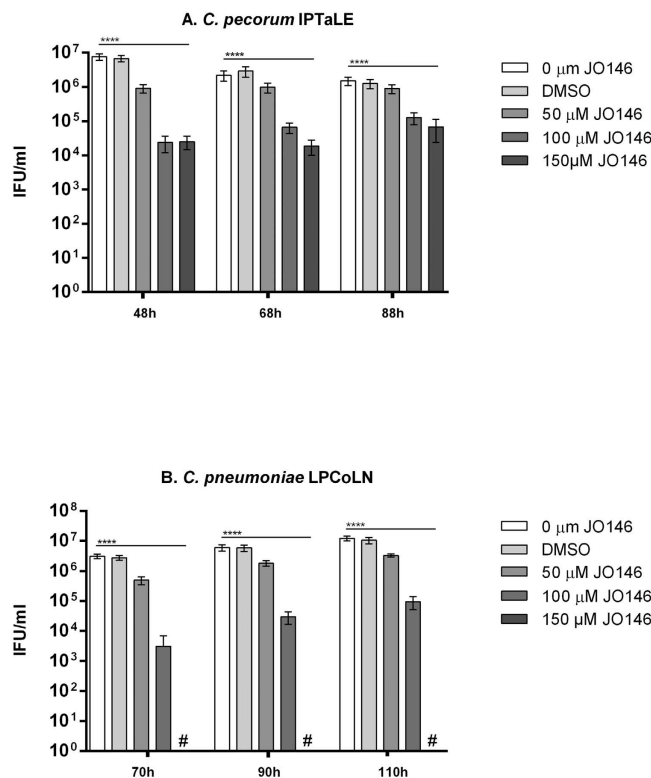 A. C. pecorum IPTaLE
IFU/ml
10⁷
10⁶
10⁵
10⁴
10³
10²
10¹
10⁰
****
****
****
48h
68h
88h
0 μm JO146
DMSO
50 μM JO146
100 μM JO146
150μM JO146
B. C. pneumoniae LPCoLN
IFU/ml
10⁸
10⁷
10⁶
10⁵
10⁴
10³
10²
10¹
10⁰
****
****
****
#
#
#
70h
90h
110h
0 μm JO146
DMSO
50 μM JO146
100 μM JO146
150 μM JO146